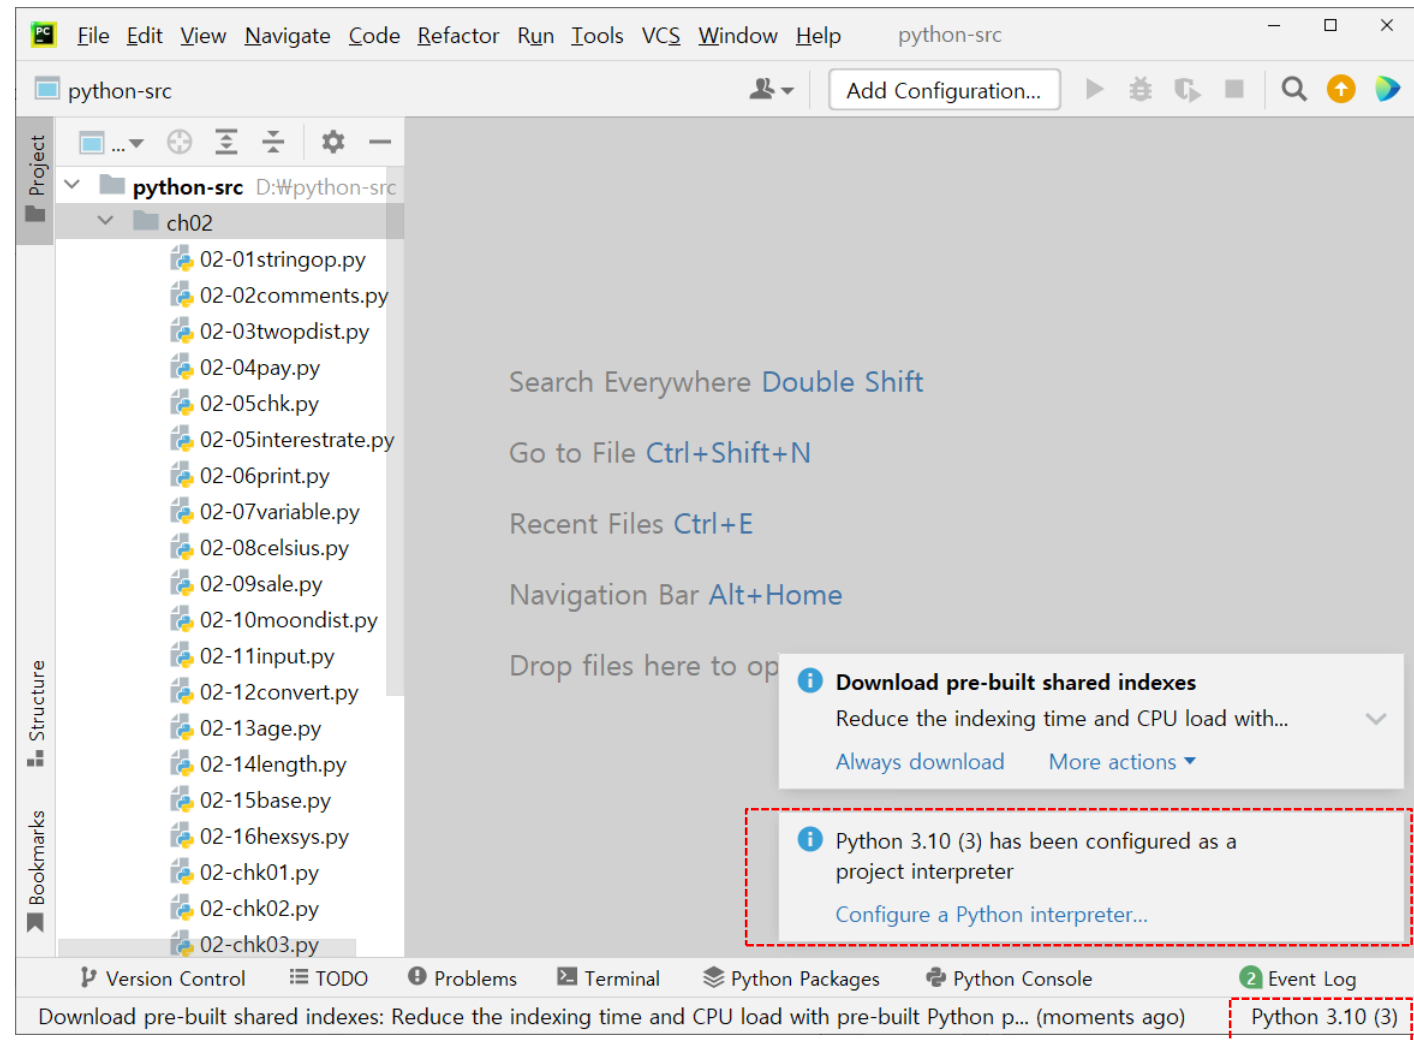 PC
File Edit View Navigate Code Refactor Run Tools VCS Window Help python-src
python-src
Add Configuration...
Project
...
python-src D:₩python-src
ch02
02-01stringop.py
02-02comments.py
02-03twopdist.py
02-04pay.py
02-05chk.py
02-05interestrate.py
02-06print.py
02-07variable.py
02-08celsius.py
02-09sale.py
02-10moondist.py
02-11input.py
02-12convert.py
02-13age.py
02-14length.py
02-15base.py
02-16hexsys.py
02-chk01.py
02-chk02.py
02-chk03.py
Structure
Bookmarks
Search Everywhere Double Shift
Go to File Ctrl+Shift+N
Recent Files Ctrl+E
Navigation Bar Alt+Home
Drop files here to op
Download pre-built shared indexes
Reduce the indexing time and CPU load with...
Always download More actions
Python 3.10 (3) has been configured as a
project interpreter
Configure a Python interpreter...
Version Control TODO Problems Terminal Python Packages Python Console 2 Event Log
Download pre-built shared indexes: Reduce the indexing time and CPU load with pre-built Python p... (moments ago) Python 3.10 (3)